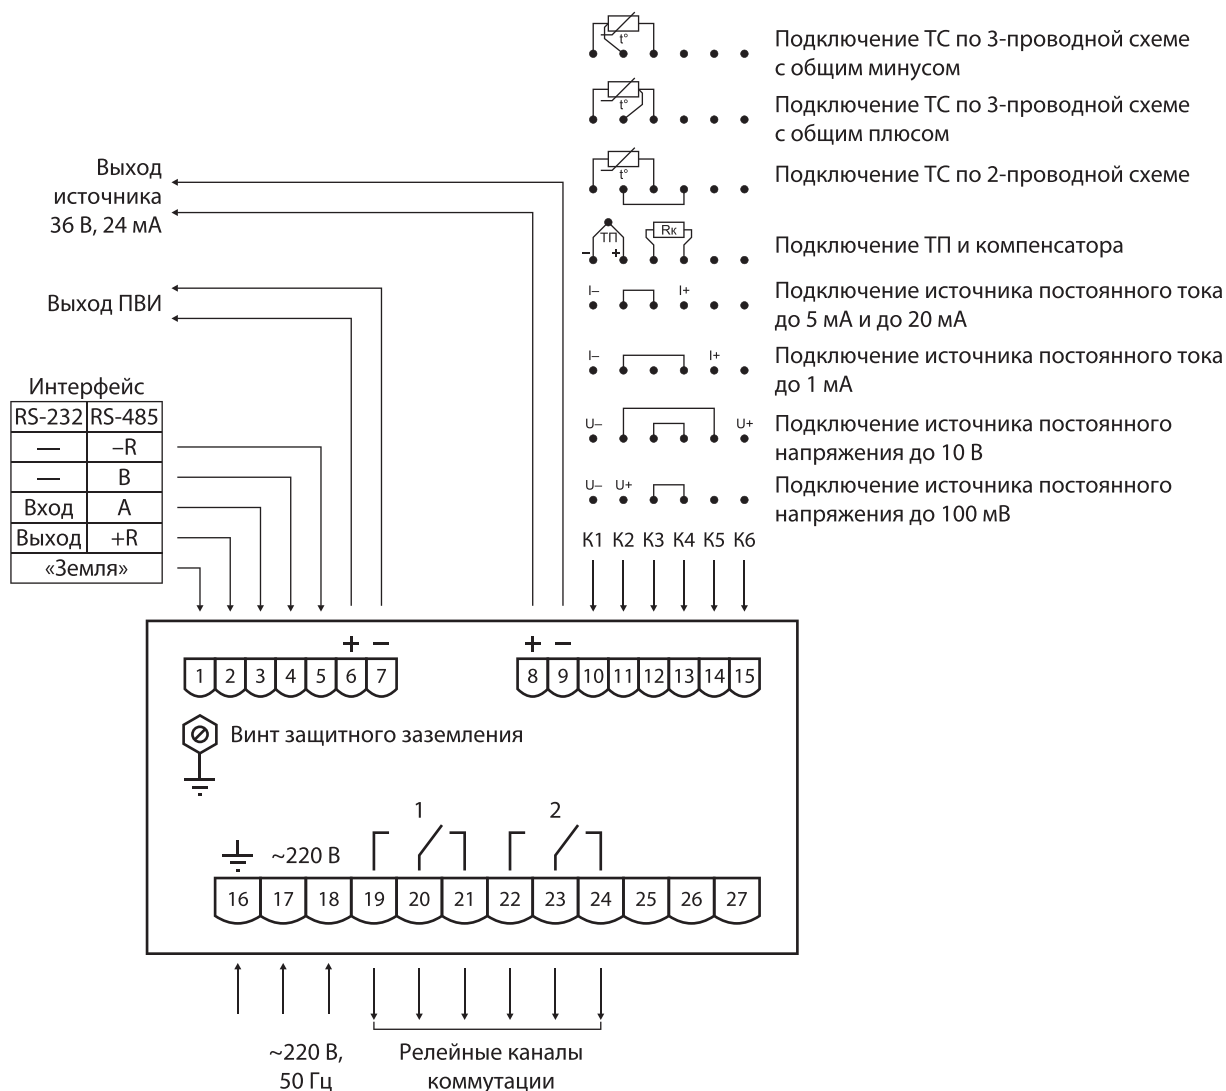 t°
Подключение ТС по 3-проводной схеме
с общим минусом
t°
Подключение ТС по 3-проводной схеме
с общим плюсом
t°
Подключение ТС по 2-проводной схеме
ТП Rк
– +
Подключение ТП и компенсатора
I– I+
Подключение источника постоянного тока
до 5 мА и до 20 мА
I– I+
Подключение источника постоянного тока
до 1 мА
U– U+
Подключение источника постоянного
напряжения до 10 В
U– U+
Подключение источника постоянного
напряжения до 100 мВ
K1 K2 K3 K4 K5 K6
Выход
источника
36 В, 24 мА
Выход ПВИ
Интерфейс
RS-232 RS-485
— –R
— B
Вход A
Выход +R
«Земля»
+ – + –
1 2 3 4 5 6 7 8 9 10 11 12 13 14 15
Винт защитного заземления
1 2
~220 В
16 17 18 19 20 21 22 23 24 25 26 27
~220 В,
50 Гц
Релейные каналы
коммутации